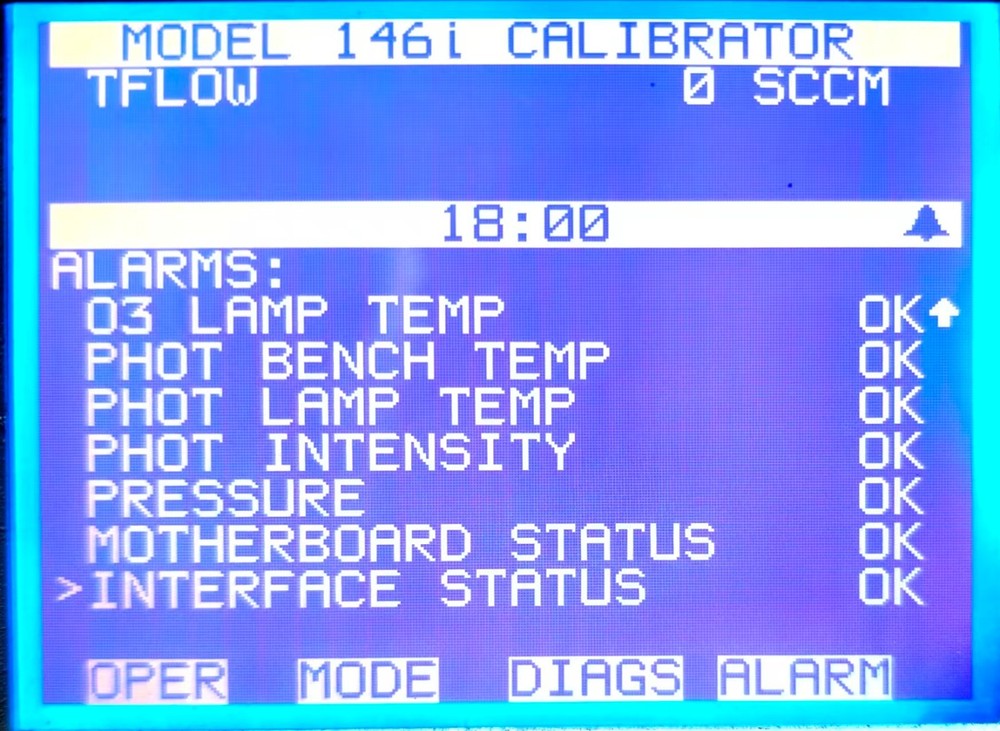 MODEL 146i CALIBRATOR
TFLOW 0 SCCM
18:00
ALARMS:
O3 LAMP TEMP OK
PHOT BENCH TEMP OK
PHOT LAMP TEMP OK
PHOT INTENSITY OK
PRESSURE OK
MOTHERBOARD STATUS OK
>INTERFACE STATUS OK
OPER MODE DIAGS ALARM